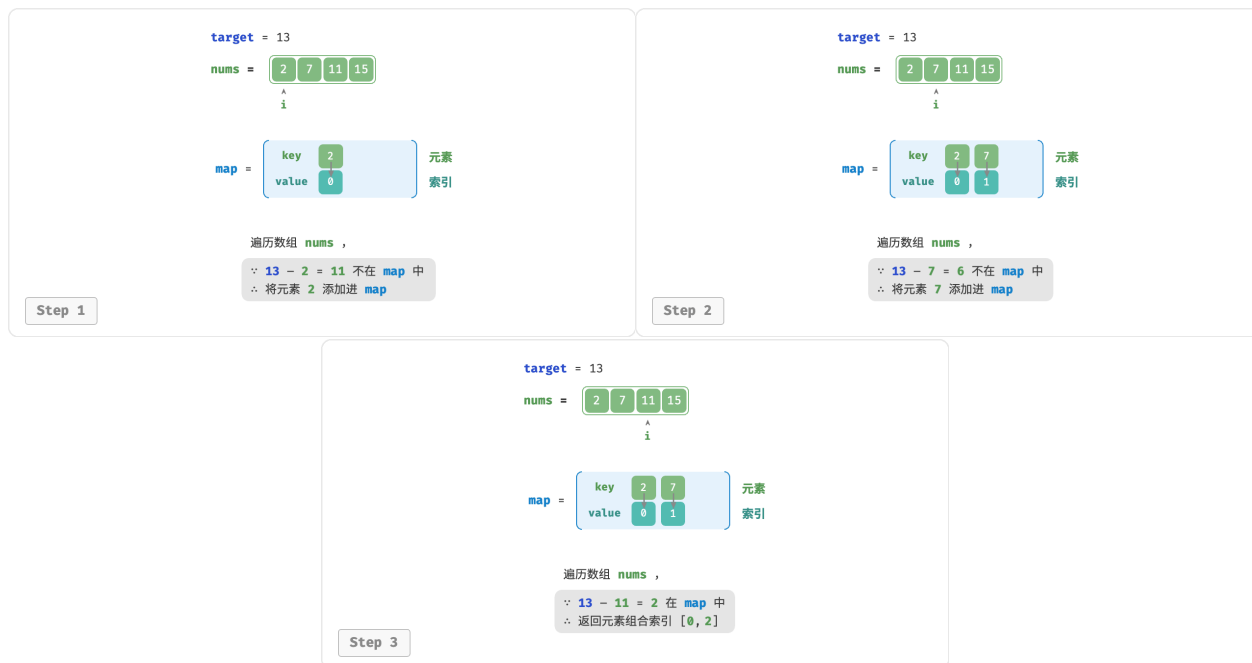 target = 13
nums = 2 7 11 15
^
i
map =
key 2
value 0
元素
索引
遍历数组 nums ,
∵ 13 − 2 = 11 不在 map 中
∴ 将元素 2 添加进 map
Step 1
target = 13
nums = 2 7 11 15
^
i
map =
key 2 7
value 0 1
元素
索引
遍历数组 nums ,
∵ 13 − 7 = 6 不在 map 中
∴ 将元素 7 添加进 map
Step 2
target = 13
nums = 2 7 11 15
^
i
map =
key 2 7
value 0 1
元素
索引
遍历数组 nums ,
∵ 13 − 11 = 2 在 map 中
∴ 返回元素组合索引 [0,2]
Step 3